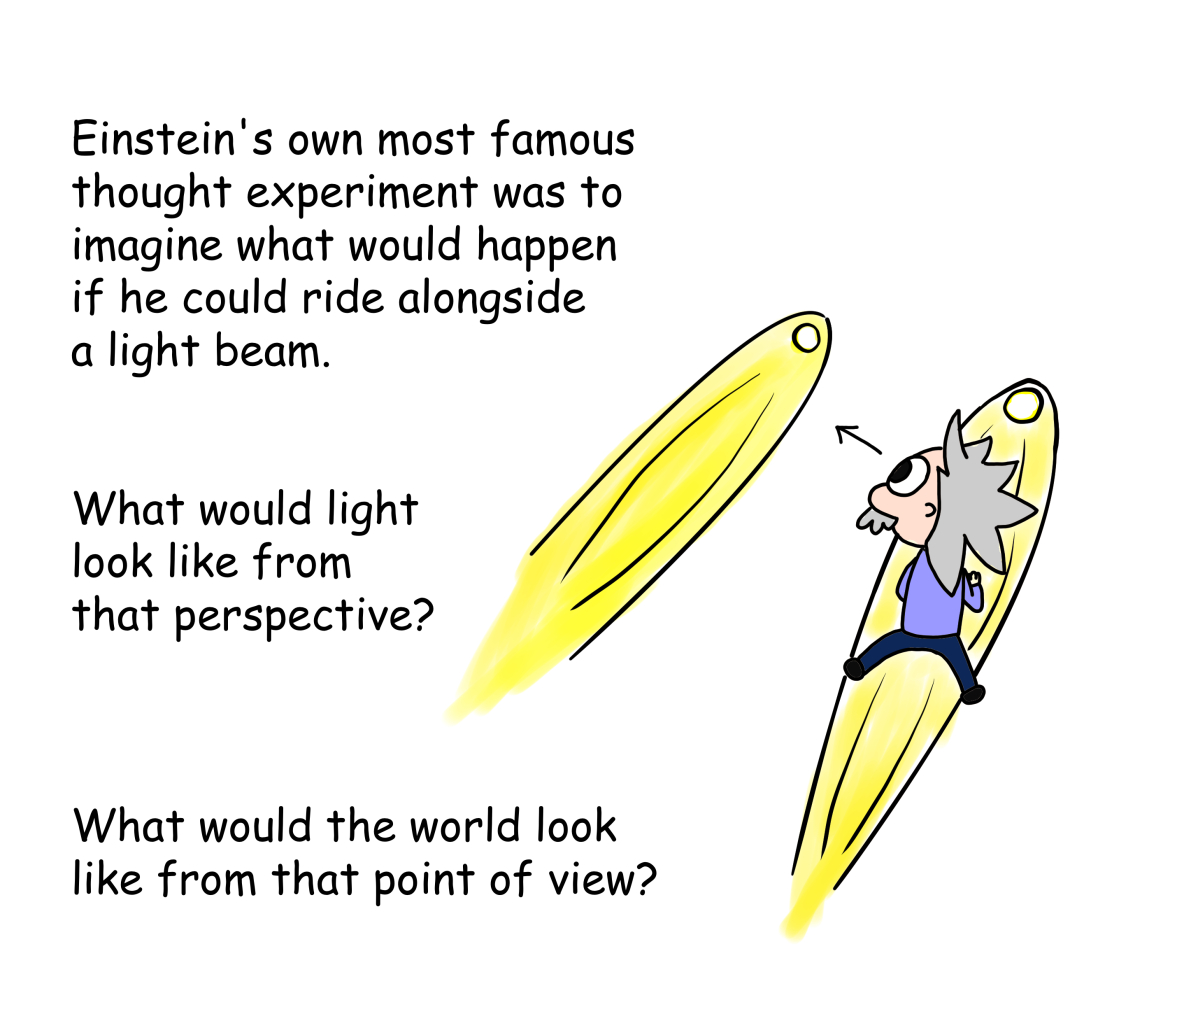 Einstein's own most famous
thought experiment was to
imagine what would happen
if he could ride alongside
a light beam.
What would light
look like from
that perspective?
What would the world look
like from that point of view?